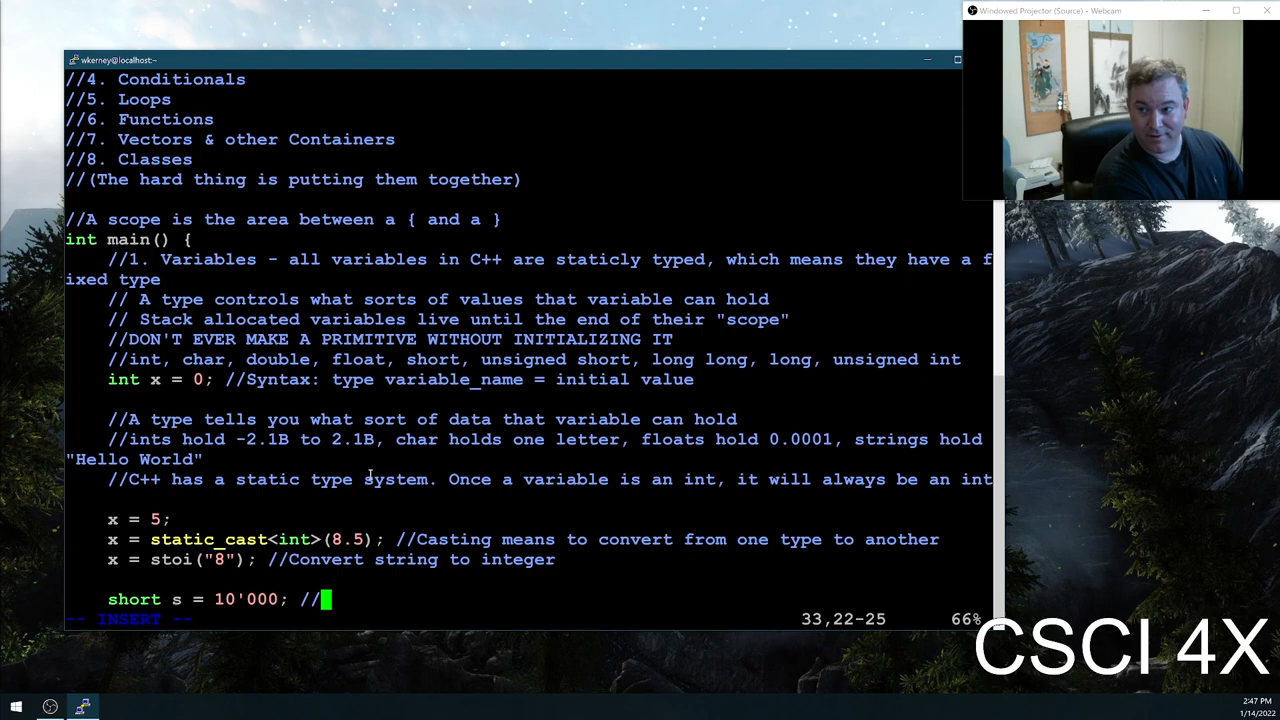 Windowed Projector (Source) - Webcam
wkerney@localhost:~
//4. Conditionals
//5. Loops
//6. Functions
//7. Vectors & other Containers
//8. Classes
//(The hard thing is putting them together)
//A scope is the area between a { and a }
int main() {
//1. Variables - all variables in C++ are staticly typed, which means they have a f
ixed type
// A type controls what sorts of values that variable can hold
// Stack allocated variables live until the end of their "scope"
//DON'T EVER MAKE A PRIMITIVE WITHOUT INITIALIZING IT
//int, char, double, float, short, unsigned short, long long, long, unsigned int
int x = 0; //Syntax: type variable_name = initial value
//A type tells you what sort of data that variable can hold
//ints hold -2.1B to 2.1B, char holds one letter, floats hold 0.0001, strings hold
"Hello World"
//C++ has a static type system. Once a variable is an int, it will always be an int
x = 5;
x = static_cast<int>(8.5); //Casting means to convert from one type to another
x = stoi("8"); //Convert string to integer
short s = 10'000; //
-- INSERT -- 33,22-25 66%
CSCI 4X
2:47 PM
1/14/2022